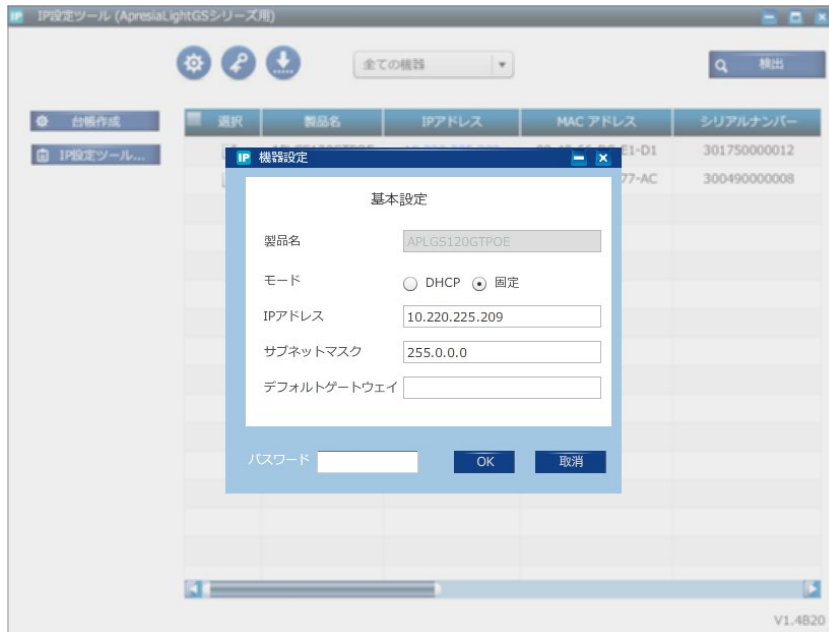 IP IP設定ツール (ApresiaLightGSシリーズ用)
全ての機器
検出
台帳作成
IP設定ツール...
選択 製品名 IPアドレス MAC アドレス シリアルナンバー
E1-D1 301750000012
77-AC 300490000008
IP 機器設定
基本設定
製品名 APLGS120GTPOE
モード DHCP 固定
IPアドレス 10.220.225.209
サブネットマスク 255.0.0.0
デフォルトゲートウェイ
パスワード OK 取消
V1.4B20